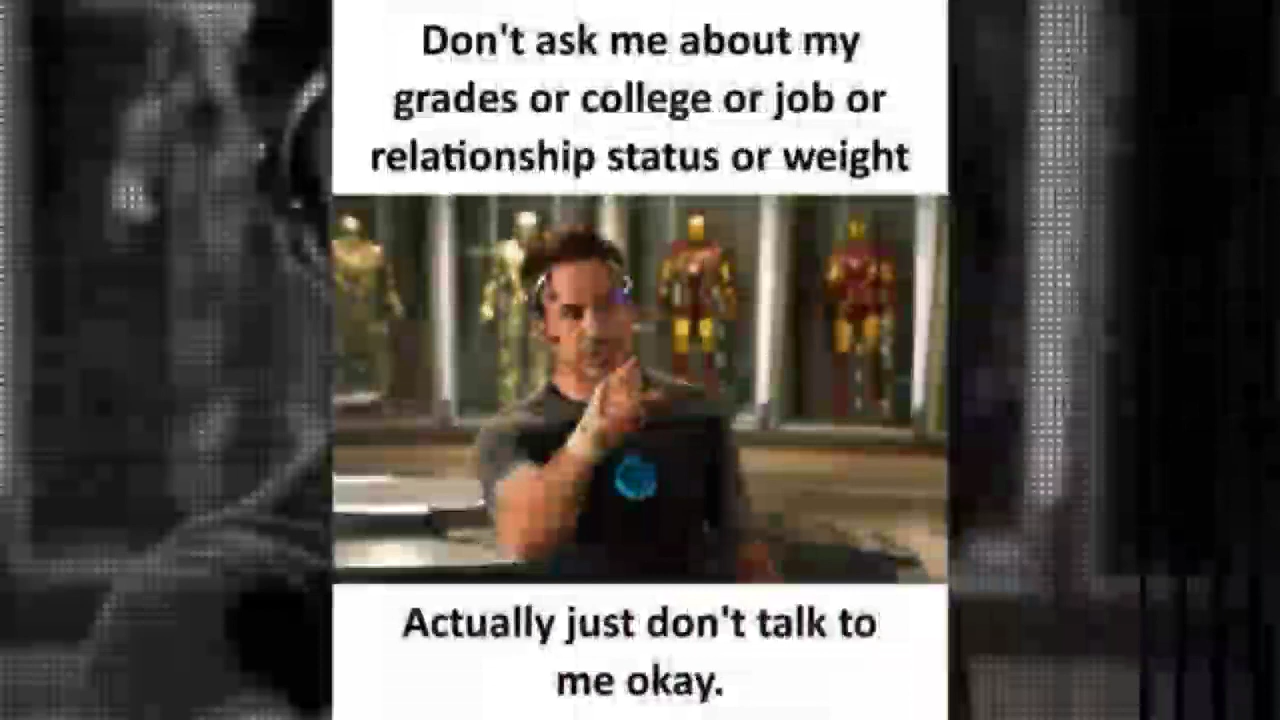 Don't ask me about my
grades or college or job or
relationship status or weight
Actually just don't talk to
me okay.